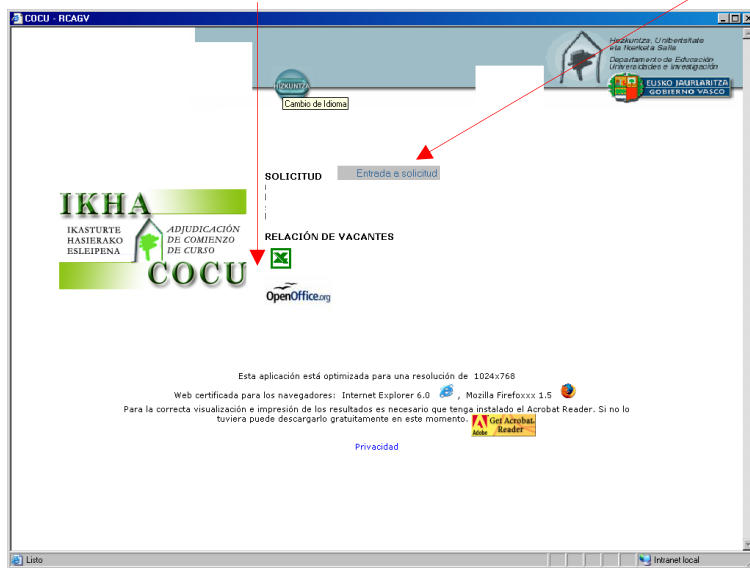 COCU - RCAGV
Hezkuntza, Unibertsitate
eta Ikerketa Saila
Departamento de Educación
Universidades e Investigación
EUSKO JAURLARITZA
GOBIERNO VASCO
HIZKUNTZA
Cambio de Idioma
SOLICITUD
Entrada a solicitud
IKHA
IKASTURTE
HASIERAKO
ESLEIPENA
ADJUDICACIÓN
DE COMIENZO
DE CURSO
COCU
RELACIÓN DE VACANTES
OpenOffice.org
Esta aplicación está optimizada para una resolución de 1024x768
Web certificada para los navegadores: Internet Explorer 6.0 , Mozilla Firefoxxx 1.5
Para la correcta visualización e impresión de los resultados es necesario que tenga instalado el Acrobat Reader. Si no lo
tuviera puede descargarlo gratuitamente en este momento.
Get Acrobat
Reader
Adobe
Privacidad
Listo
Intranet local